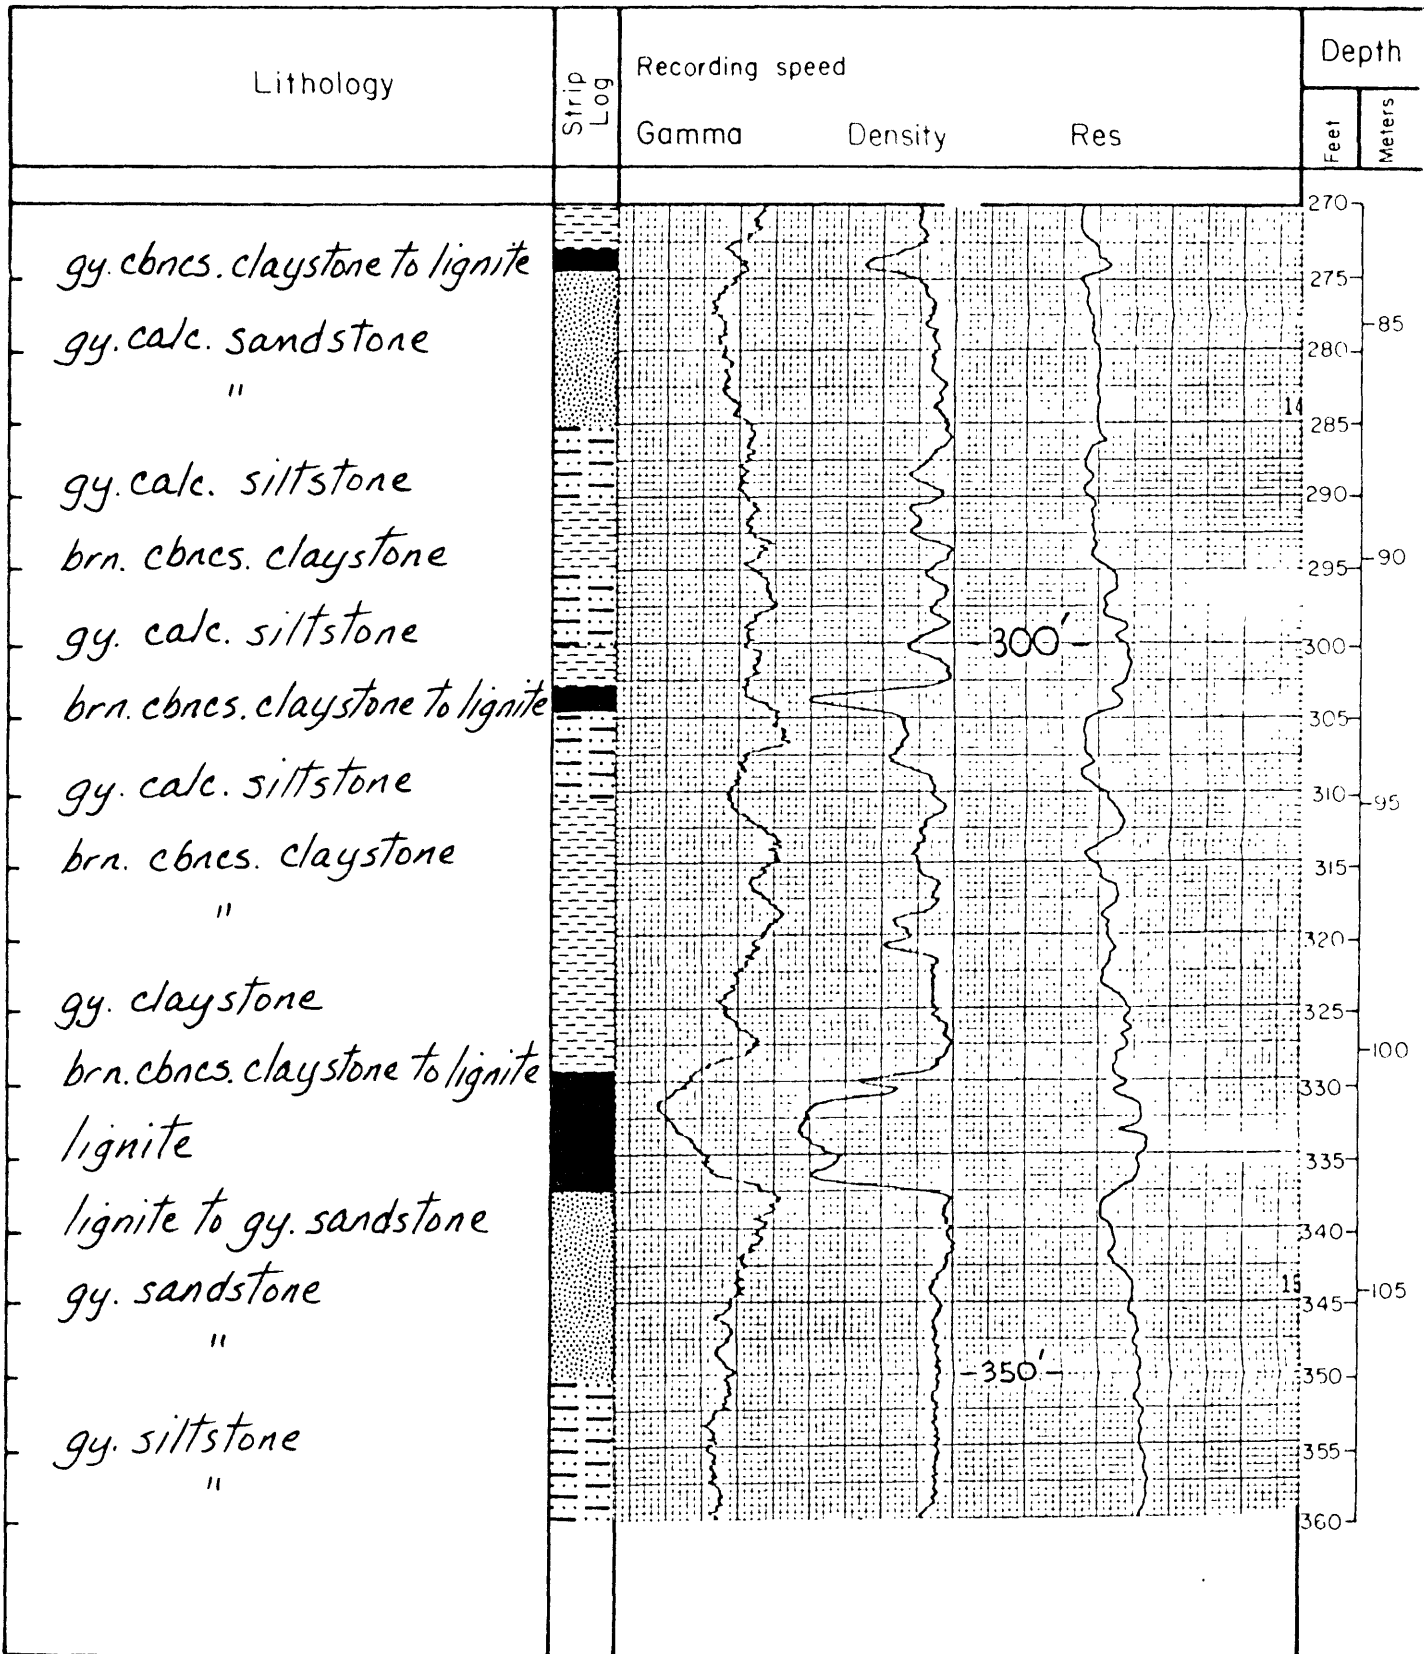 Lithology
Strip Log
Recording speed
Gamma Density Res
Depth
Feet
Meters
270
gy. cbncs. claystone to lignite
275
gy. calc. sandstone
85
280
"
14
285
gy. calc. siltstone
290
brn. cbncs. claystone
90
295
gy. calc. siltstone
-300'-
300
brn. cbncs. claystone to lignite
305
gy. calc. siltstone
310
95
brn. cbncs. claystone
315
"
320
gy. claystone
325
brn. cbncs. claystone to lignite
100
330
lignite
335
lignite to gy. sandstone
340
gy. sandstone
15
105
345
"
-350'-
350
gy. siltstone
355
"
360